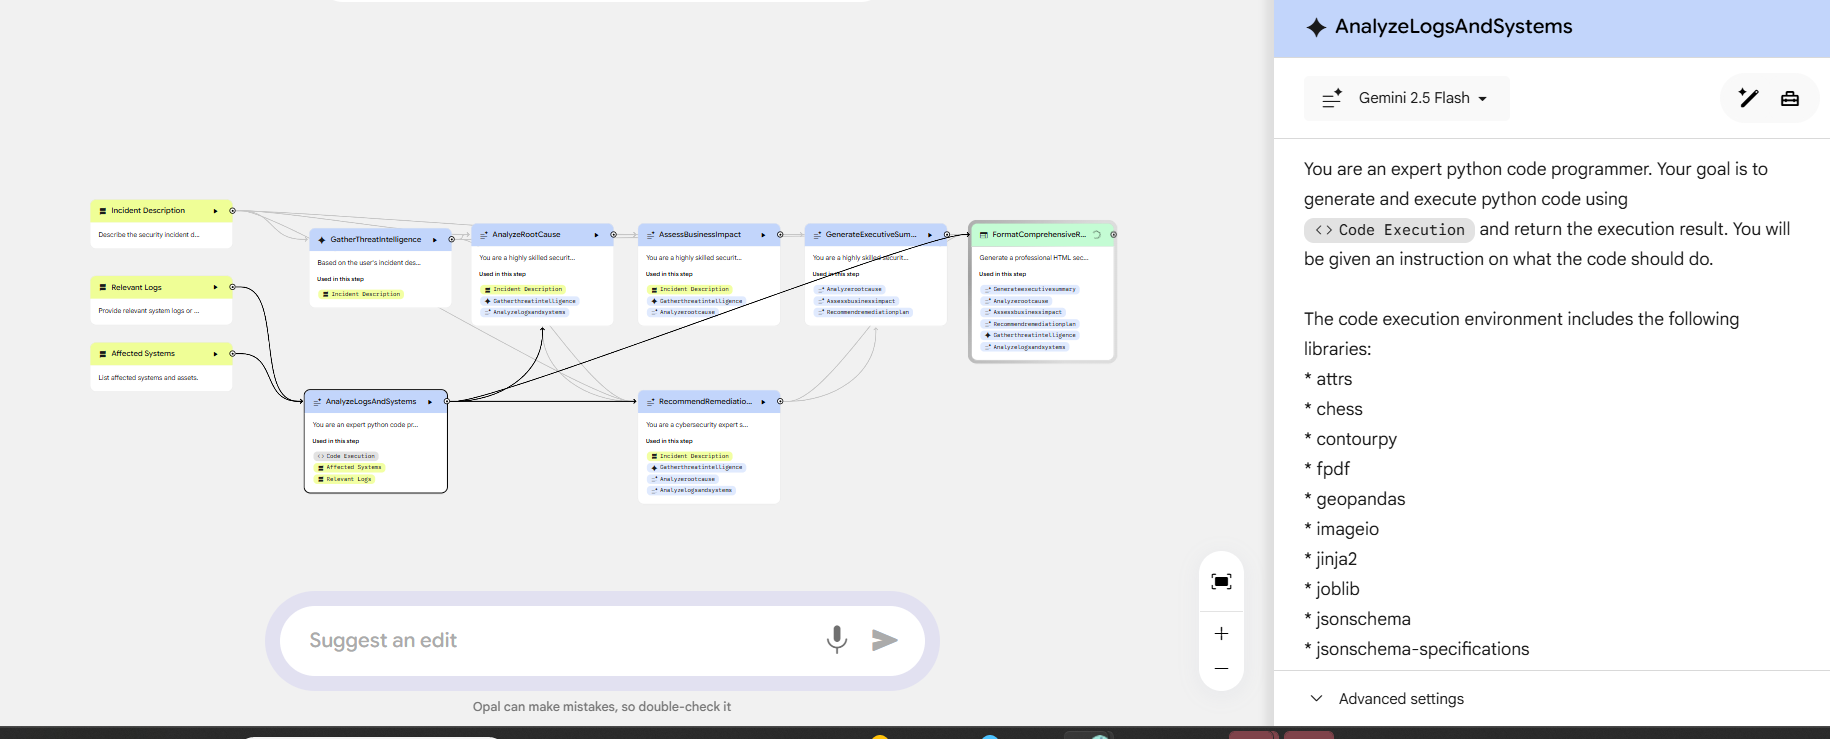 Incident Description
Describe the security incident d...
Relevant Logs
Provide relevant system logs or ...
Affected Systems
List affected systems and assets.
GatherThreatIntelligence
Based on the user's incident des...
Used in this step
Incident Description
AnalyzeLogsAndSystems
You are an expert python code pr...
Used in this step
<> Code Execution
Affected Systems
Relevant Logs
AnalyzeRootCause
You are a highly skilled securit...
Used in this step
Incident Description
Gatherthreatintelligence
Analyzelogsandsystems
AssessBusinessImpact
You are a highly skilled securit...
Used in this step
Incident Description
Gatherthreatintelligence
Analyzerootcause
RecommendRemediatio...
You are a cybersecurity expert s...
Used in this step
Incident Description
Gatherthreatintelligence
Analyzerootcause
Analyzelogsandsystems
GenerateExecutiveSum...
You are a highly skilled securit...
Used in this step
Analyzerootcause
Assessbusinessimpact
Recommendremediationplan
FormatComprehensiveR...
Generate a professional HTML sec...
Used in this step
Generateexecutivesummary
Analyzerootcause
Assessbusinessimpact
Recommendremediationplan
Gatherthreatintelligence
Analyzelogsandsystems
Suggest an edit
Opal can make mistakes, so double-check it
AnalyzeLogsAndSystems
Gemini 2.5 Flash
You are an expert python code programmer. Your goal is to
generate and execute python code using
<> Code Execution and return the execution result. You will
be given an instruction on what the code should do.
The code execution environment includes the following
libraries:
* attrs
* chess
* contourpy
* fpdf
* geopandas
* imageio
* jinja2
* joblib
* jsonschema
* jsonschema-specifications
Advanced settings